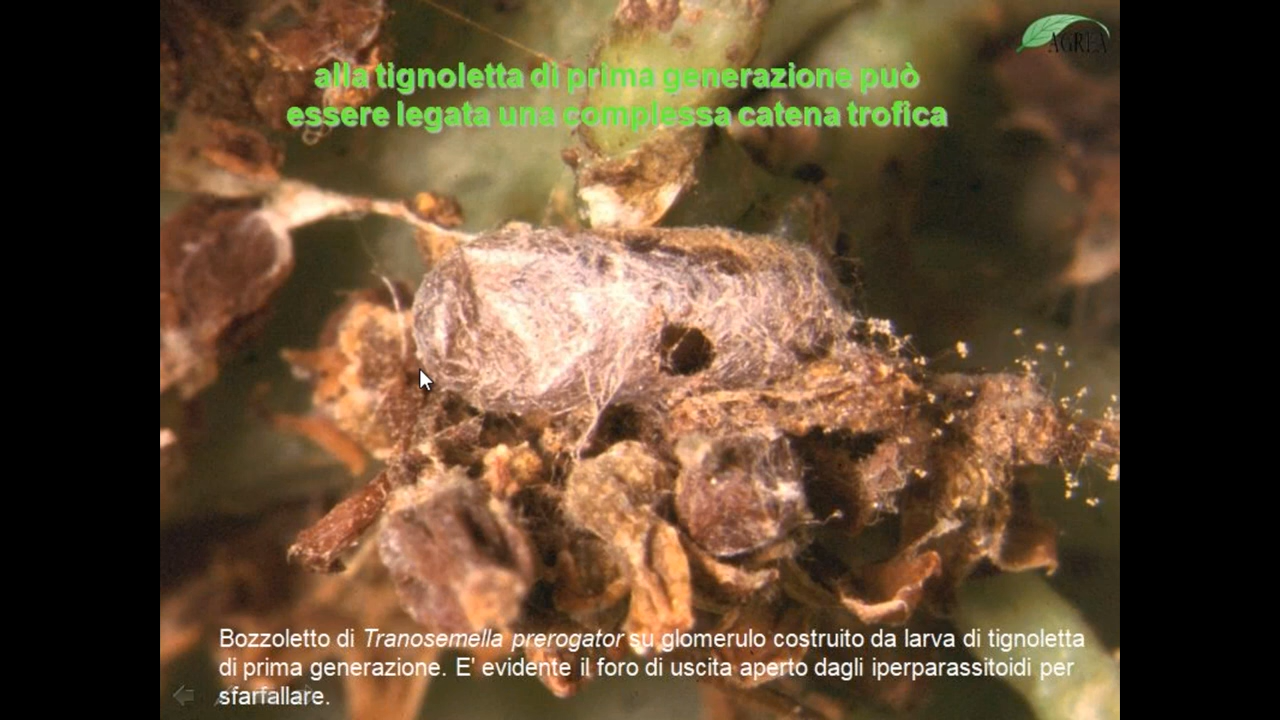 AGREA
alla tignoletta di prima generazione può
essere legata una complessa catena trofica
Bozzoletto di Tranosemella prerogator su glomerulo costruito da larva di tignoletta
di prima generazione. E' evidente il foro di uscita aperto dagli iperparassitoidi per
sfarfallare.